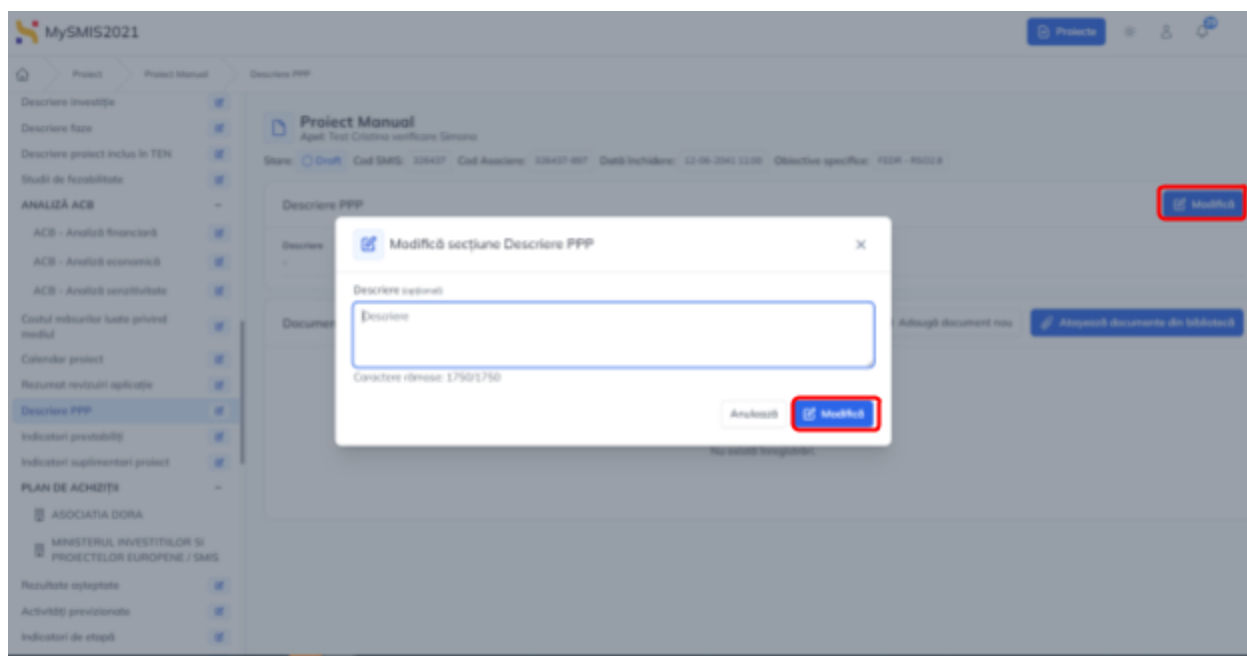 MySMIS2021
Proiecte
Proiect
Proiect Manual
Descriere PPP
Descriere investiție
Descriere faze
Descriere proiect inclus în TEN
Studii de fezabilitate
ANALIZĂ ACB
ACB - Analiză financiară
ACB - Analiză economică
ACB - Analiză senzitivitate
Costul măsurilor luate privind
mediul
Calendar proiect
Rezumat revizuiri aplicație
Descriere PPP
Indicatori prestabiliți
Indicatori suplimentari proiect
PLAN DE ACHIZIȚII
ASOCIATIA DORA
MINISTERUL INVESTITIILOR SI
PROIECTELOR EUROPENE / SMIS
Rezultate așteptate
Activități previzionate
Indicatori de etapă
Proiect Manual
Apel: Test Cristina verificare Simona
Stare: Draft Cod SMIS: 326437 Cod Asociere: Dată închidere: 11:00 Obiective specifice:
Descriere PPP
Modifică
Descriere
-
Documen
Adaugă document nou
Atașează documente din bibliotecă
Nu există înregistrări.
Modifică secțiune Descriere PPP
Descriere (opțional)
Descriere
Caractere rămase: 1750/1750
Anulează
Modifică